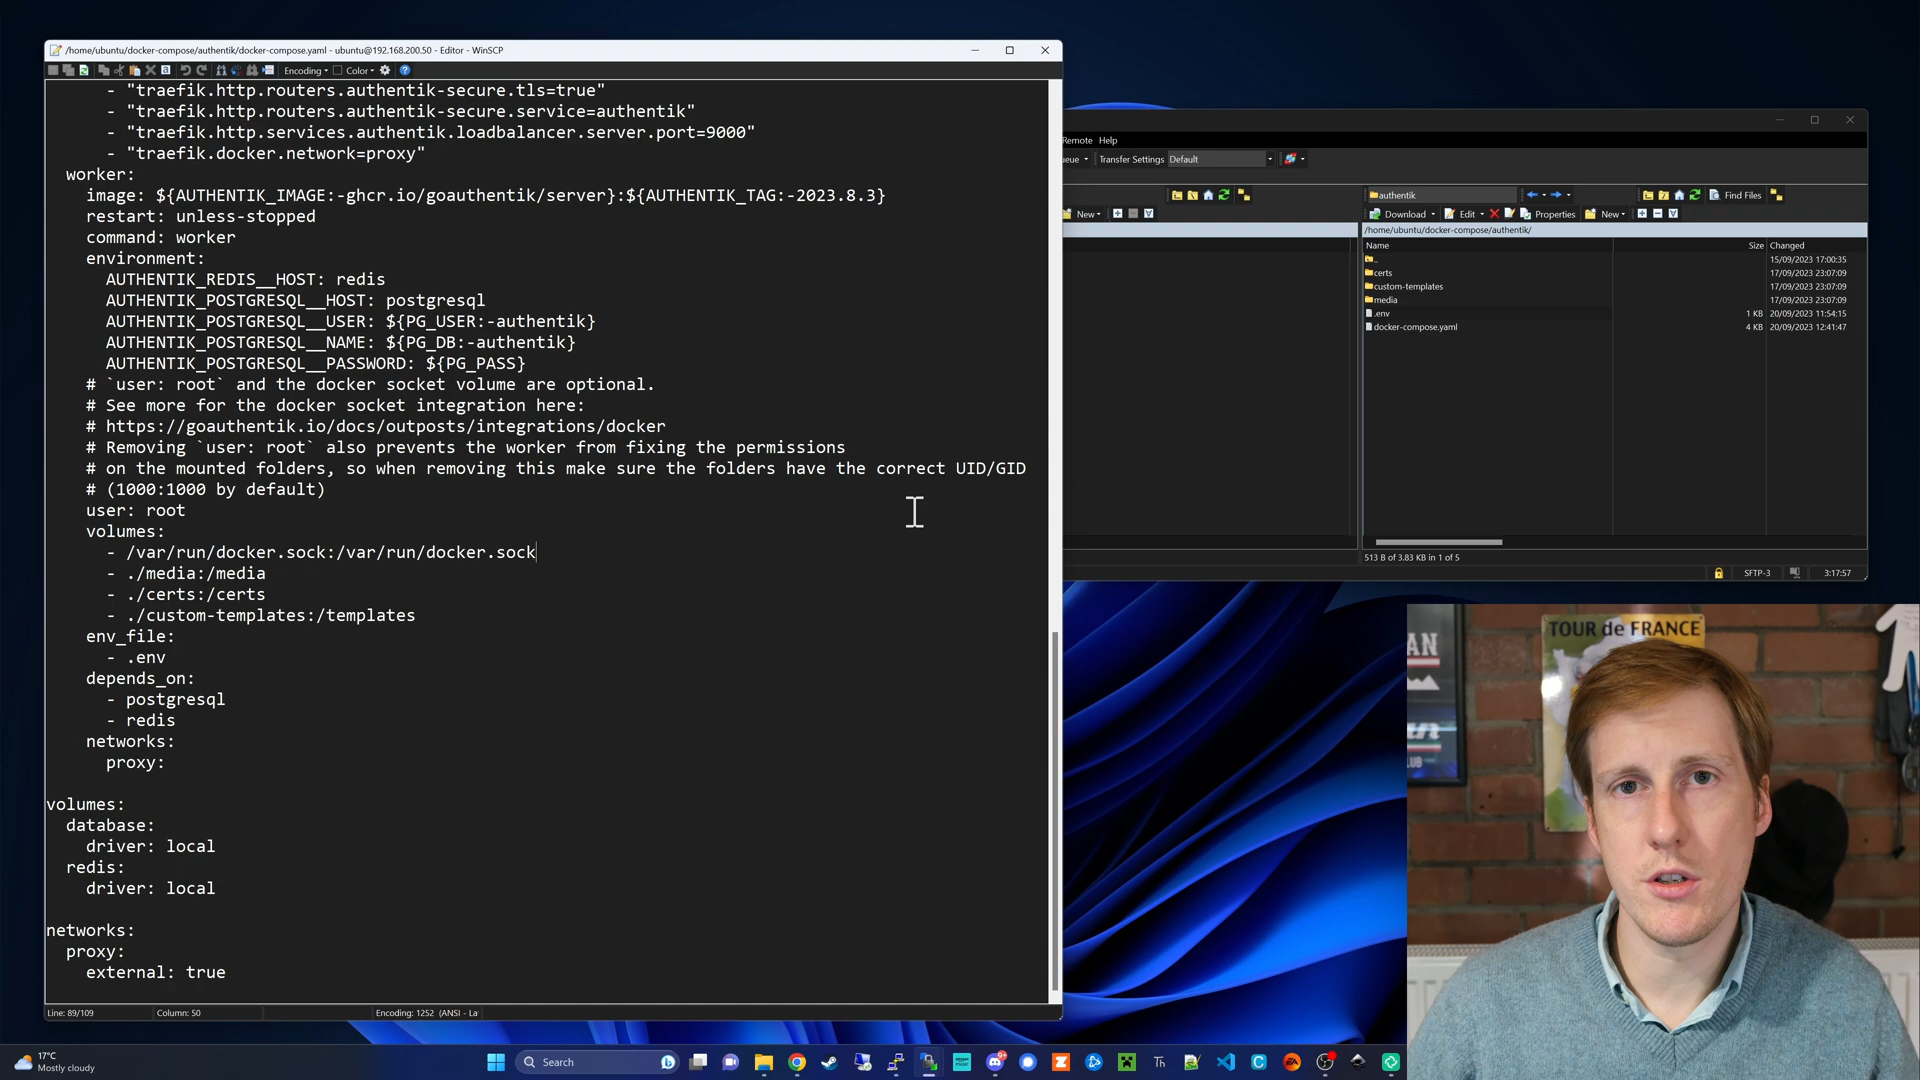 /home/ubuntu/docker-compose/authentik/docker-compose.yaml - ubuntu@192.168.200.50 - Editor - WinSCP
Encoding
Color
- "traefik.http.routers.authentik-secure.tls=true"
- "traefik.http.routers.authentik-secure.service=authentik"
- "traefik.http.services.authentik.loadbalancer.server.port=9000"
- "traefik.docker.network=proxy"
worker:
image: ${AUTHENTIK_IMAGE:-ghcr.io/goauthentik/server}:${AUTHENTIK_TAG:-2023.8.3}
restart: unless-stopped
command: worker
environment:
AUTHENTIK_REDIS__HOST: redis
AUTHENTIK_POSTGRESQL__HOST: postgresql
AUTHENTIK_POSTGRESQL__USER: ${PG_USER:-authentik}
AUTHENTIK_POSTGRESQL__NAME: ${PG_DB:-authentik}
AUTHENTIK_POSTGRESQL__PASSWORD: ${PG_PASS}
# `user: root` and the docker socket volume are optional.
# See more for the docker socket integration here:
# https://goauthentik.io/docs/outposts/integrations/docker
# Removing `user: root` also prevents the worker from fixing the permissions
# on the mounted folders, so when removing this make sure the folders have the correct UID/GID
# (1000:1000 by default)
user: root
volumes:
- /var/run/docker.sock:/var/run/docker.sock
- ./media:/media
- ./certs:/certs
- ./custom-templates:/templates
env_file:
- .env
depends_on:
- postgresql
- redis
networks:
proxy:
volumes:
database:
driver: local
redis:
driver: local
networks:
proxy:
external: true
Line: 89/109
Column: 50
Encoding: 1252 (ANSI - La
Remote Help
Transfer Settings Default
authentik
Find Files
New
Download
Edit
Properties
New
/home/ubuntu/docker-compose/authentik/
Name Size Changed
.. 15/09/2023 17:00:35
certs 17/09/2023 23:07:09
custom-templates 17/09/2023 23:07:09
media 17/09/2023 23:07:09
.env 1 KB 20/09/2023 11:54:15
docker-compose.yaml 4 KB 20/09/2023 12:41:47
513 B of 3.83 KB in 1 of 5
SFTP-3
3:17:57
TOUR de FRANCE
17°C
Mostly cloudy
Search